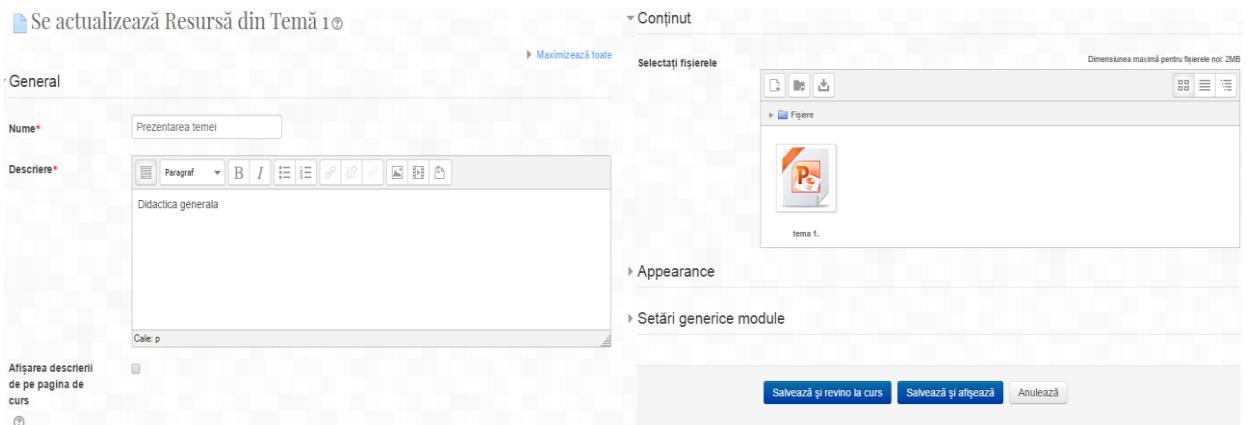 Se actualizează Resursă din Temă 1
Maximizează toate
General
Nume*
Prezentarea temei
Descriere*
Paragraf
B I
Didactica generala
Cale: p
Afișarea descrierii
de pe pagina de
curs
Conținut
Selectați fișierele
Dimensiunea maximă pentru fișierele noi: 2MB
Fișiere
tema 1.
Appearance
Setări generice module
Salvează și revino la curs
Salvează și afișează
Anulează